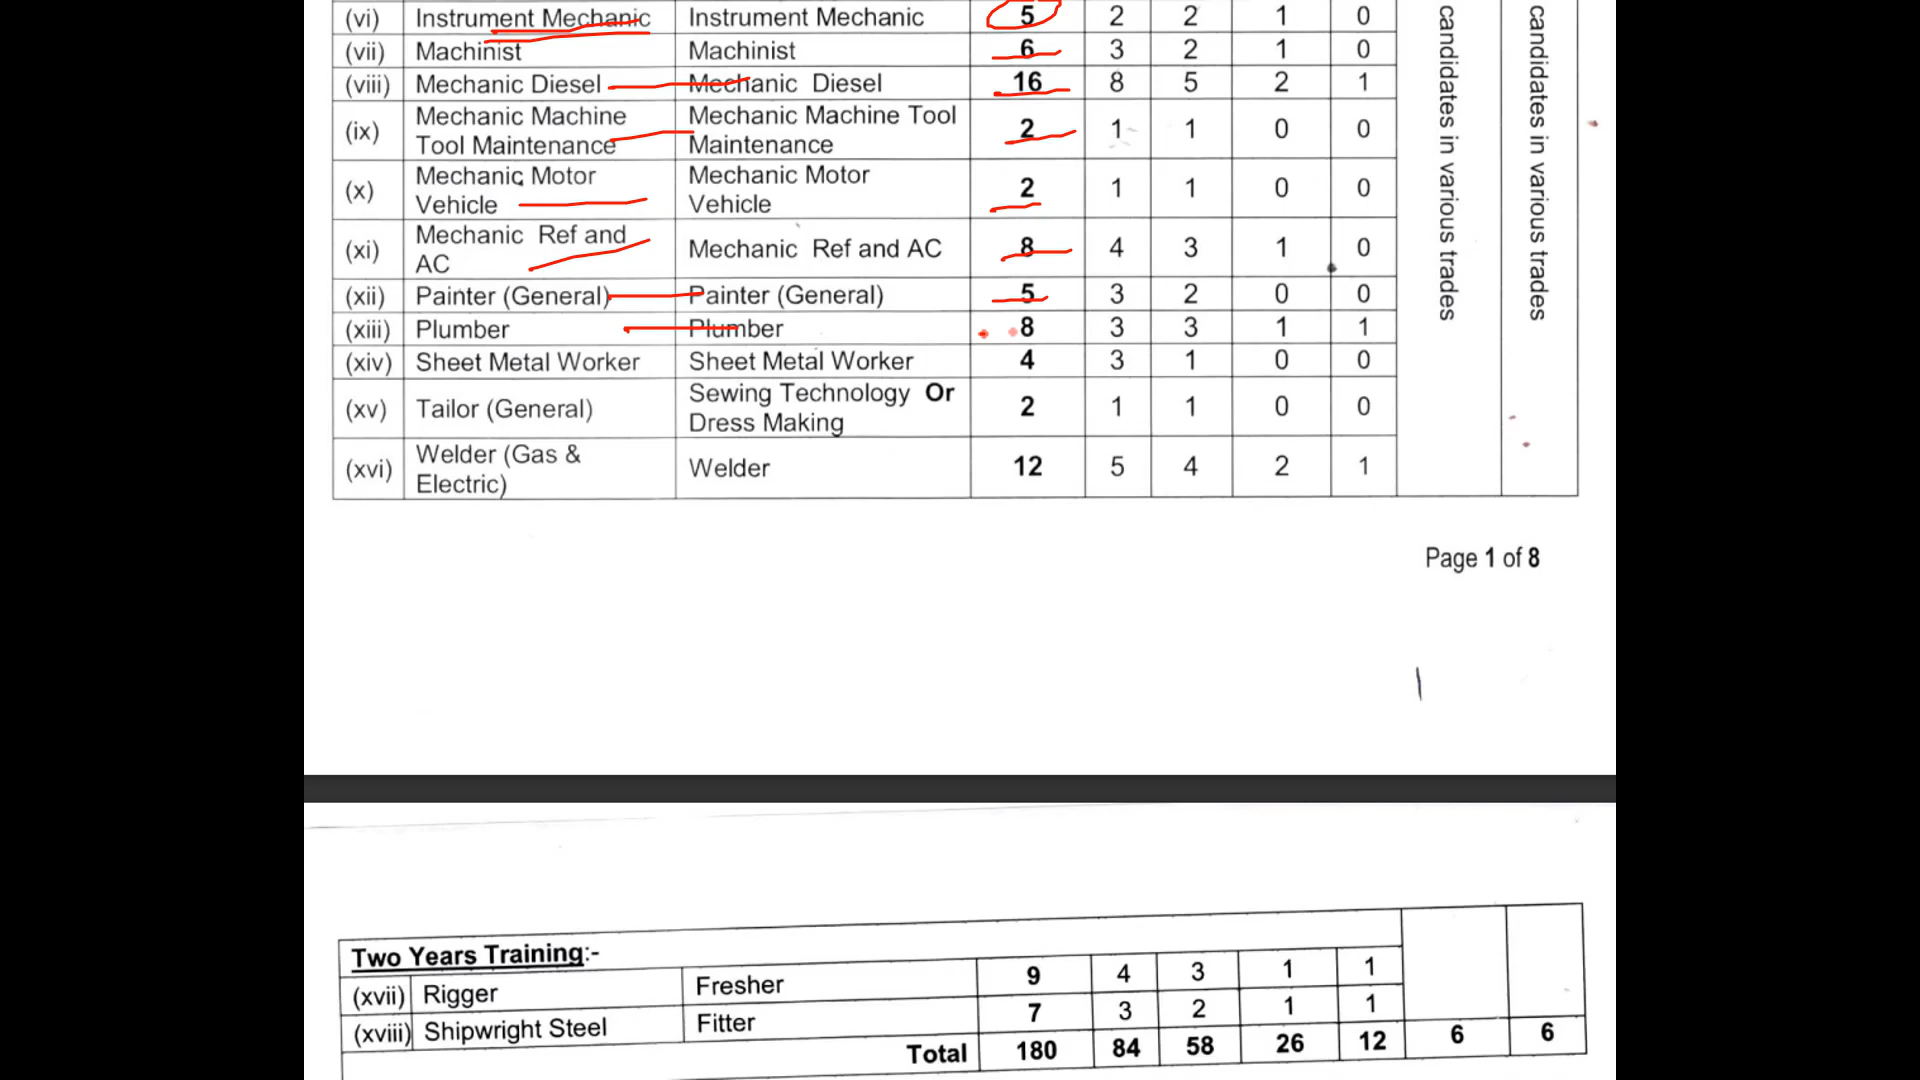 (vi) Instrument Mechanic Instrument Mechanic 5 2 2 1 0
(vii) Machinist Machinist 6 3 2 1 0
(viii) Mechanic Diesel Mechanic Diesel 16 8 5 2 1
(ix) Mechanic Machine Tool Maintenance Mechanic Machine Tool Maintenance 2 1 1 0 0
(x) Mechanic Motor Vehicle Mechanic Motor Vehicle 2 1 1 0 0
(xi) Mechanic Ref and AC Mechanic Ref and AC 8 4 3 1 0
(xii) Painter (General) Painter (General) 5 3 2 0 0
(xiii) Plumber Plumber 8 3 3 1 1
(xiv) Sheet Metal Worker Sheet Metal Worker 4 3 1 0 0
(xv) Tailor (General) Sewing Technology Or Dress Making 2 1 1 0 0
(xvi) Welder (Gas & Electric) Welder 12 5 4 2 1
candidates in various trades
candidates in various trades
Page 1 of 8
Two Years Training:-
(xvii) Rigger Fresher 9 4 3 1 1
(xviii) Shipwright Steel Fitter 7 3 2 1 1
Total 180 84 58 26 12 6 6